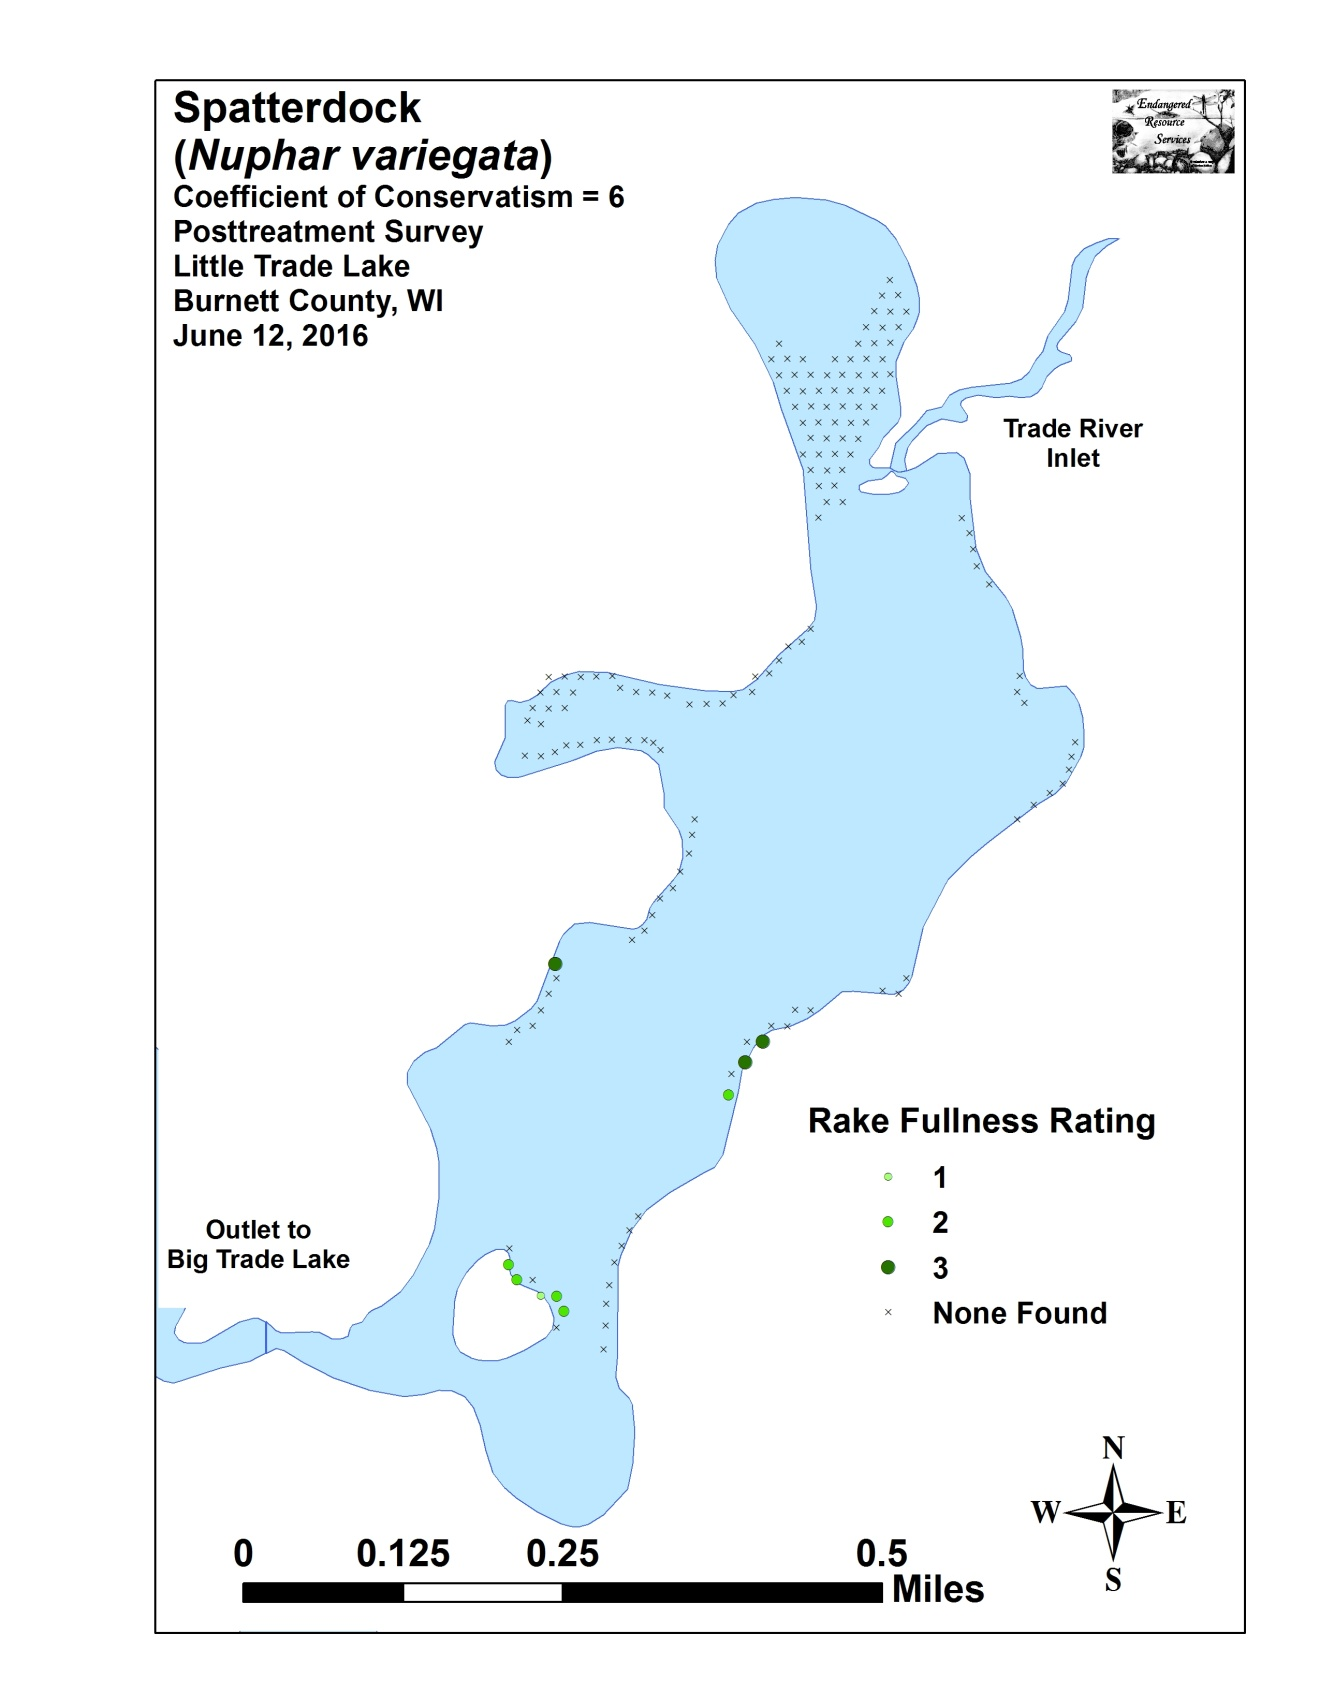 Spatterdock
(Nuphar variegata)
Coefficient of Conservatism = 6
Posttreatment Survey
Little Trade Lake
Burnett County, WI
June 12, 2016
Endangered
Resource
Services
Trade River
Inlet
Rake Fullness Rating
1
2
3
None Found
Outlet to
Big Trade Lake
N
W E
S
0 0.125 0.25 0.5
Miles